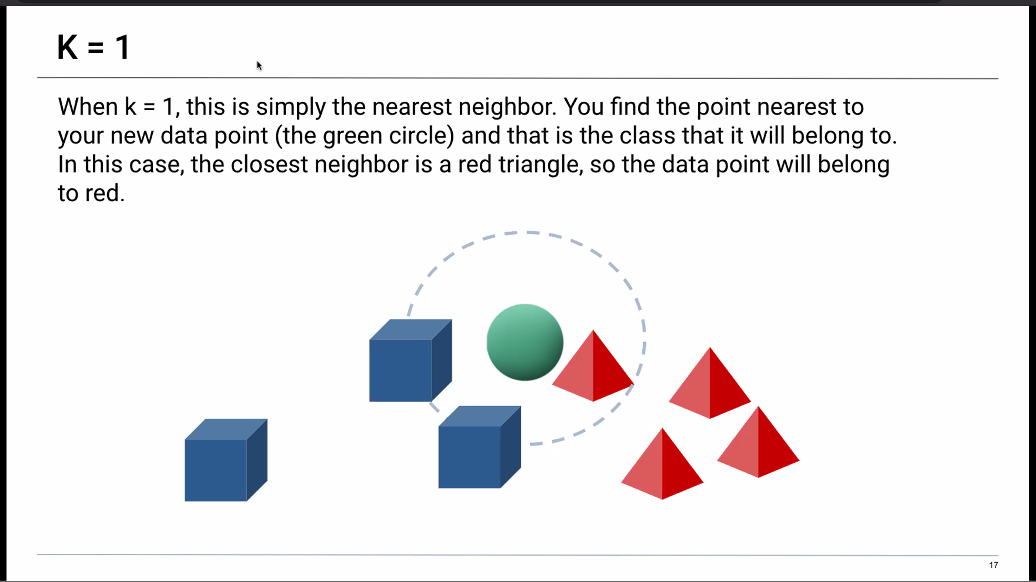 K = 1
When k = 1, this is simply the nearest neighbor. You find the point nearest to
your new data point (the green circle) and that is the class that it will belong to.
In this case, the closest neighbor is a red triangle, so the data point will belong
to red.
17